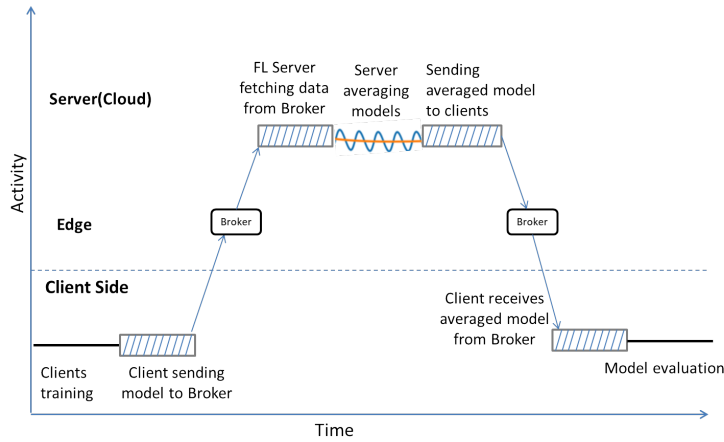 FL Server
fetching data
from Broker
Server
averaging
models
Sending
averaged model
to clients
Server(Cloud)
Activity
Edge
Broker
Broker
Client Side
Client receives
averaged model
from Broker
Clients
training
Client sending
model to Broker
Model evaluation
Time